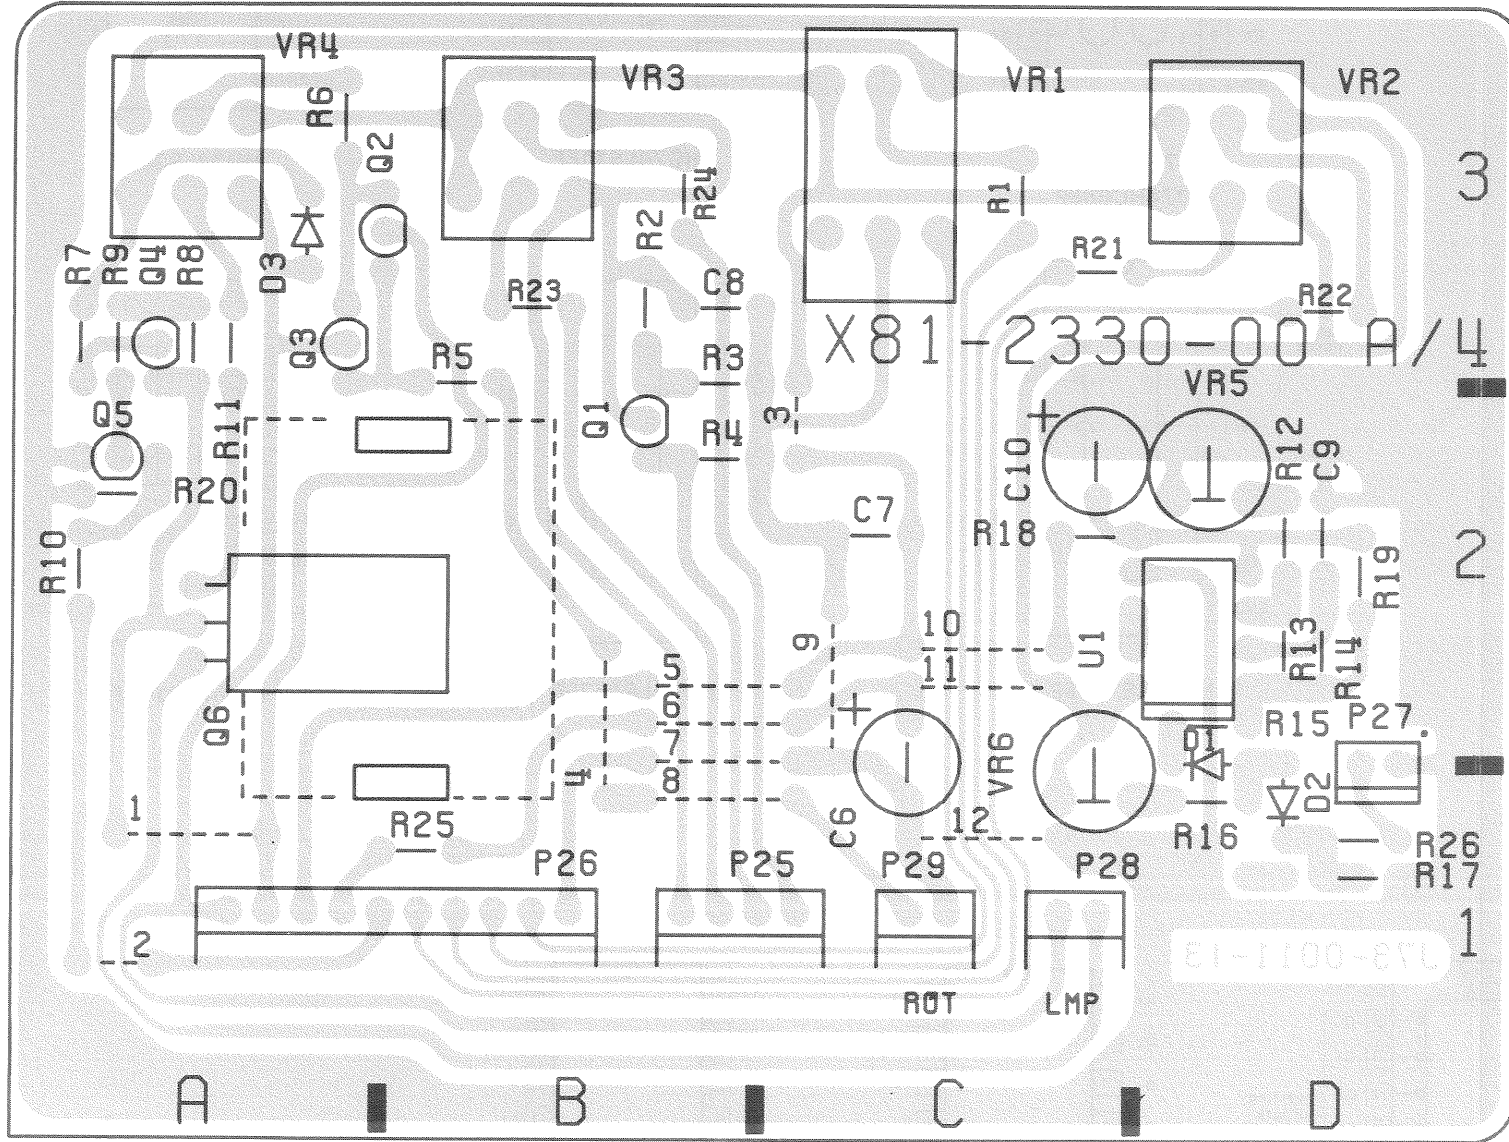 VR4
VR3
VR1
VR2
R6
Q2
R24
R1
3
R2
R7
R9
Q4
R8
D3
R21
R23
C8
R22
Q3
X81-2330-00 A/4
R5
R3
VR5
Q5
R11
Q1
R4
3
C10
R12
C9
R20
C7
R18
R10
2
R19
10
9
U1
R13
R14
5
11
6
Q6
7
VR6
D1
R15
P27
4
8
D2
1
R25
C6
12
R16
R26
P26
P25
P29
P28
R17
2
1
J73-0011-13
ROT
LMP
A
B
C
D